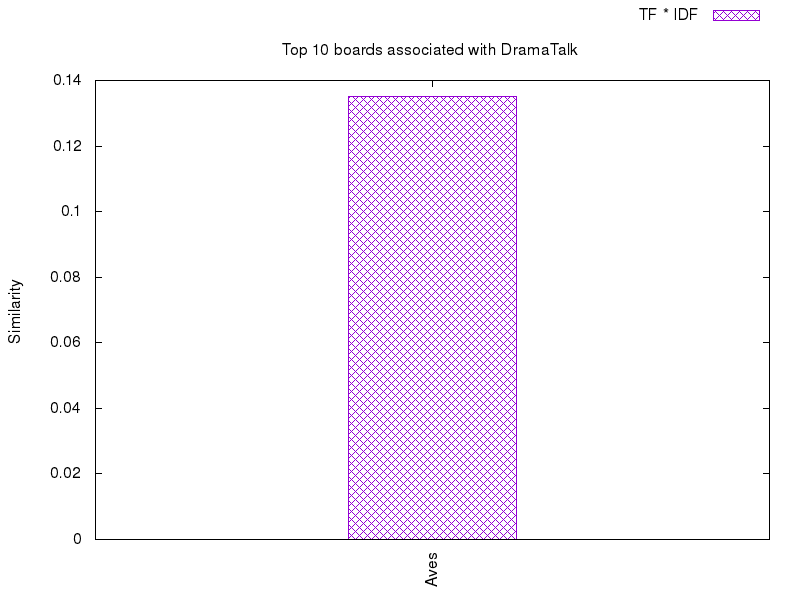 TF * IDF
Top 10 boards associated with DramaTalk
0.14
0.12
0.1
0.08
0.06
0.04
0.02
0
Similarity
Aves